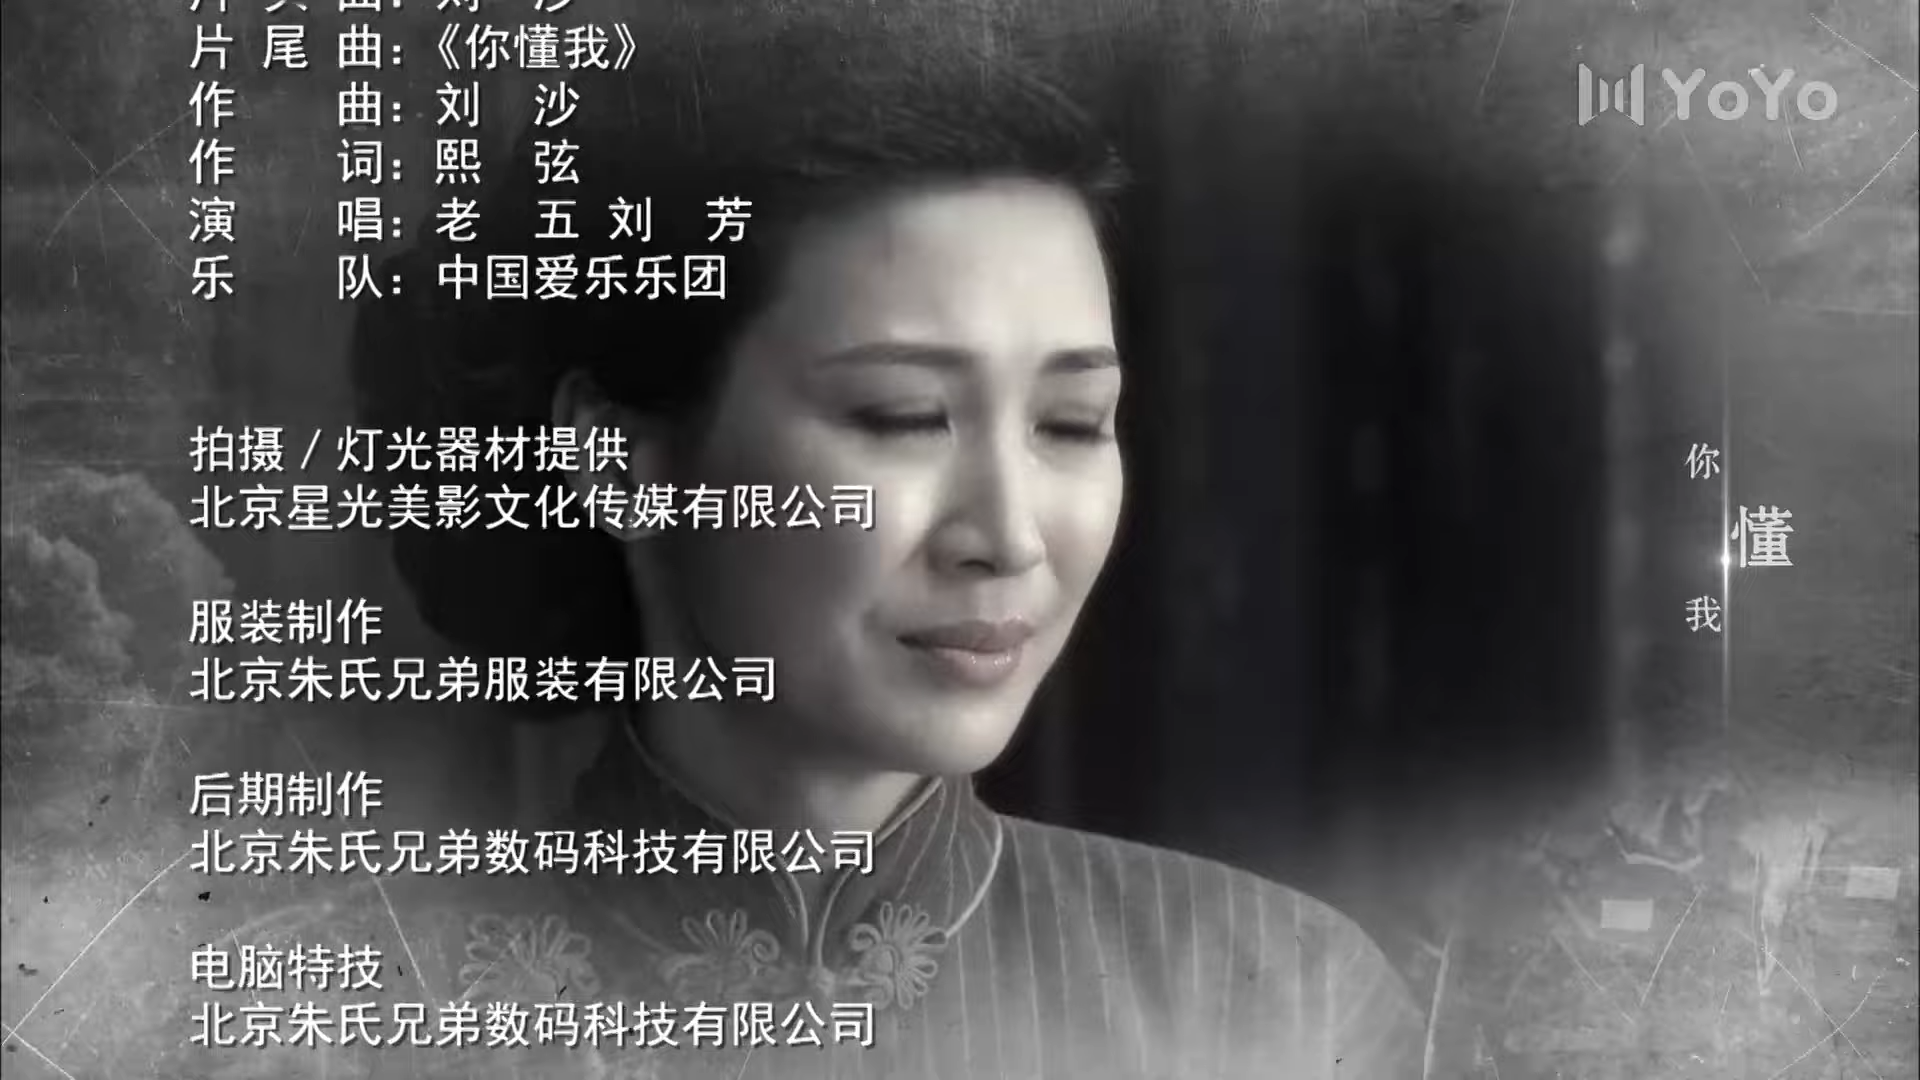 片头曲：刘 沙
片尾曲：《你懂我》
作 曲：刘 沙
作 词：熙 弦
演 唱：老 五 刘 芳
乐 队：中国爱乐乐团
拍摄/灯光器材提供
北京星光美影文化传媒有限公司
服装制作
北京朱氏兄弟服装有限公司
后期制作
北京朱氏兄弟数码科技有限公司
电脑特技
北京朱氏兄弟数码科技有限公司
YoYo
你
懂
我